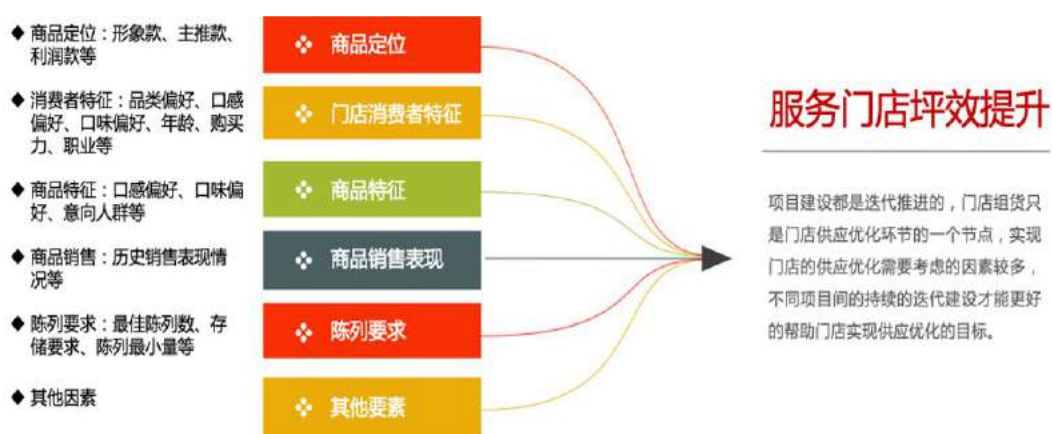 ◆ 商品定位：形象款、主推款、
利润款等
◆ 消费者特征：品类偏好、口感
偏好、口味偏好、年龄、购买
力、职业等
◆ 商品特征：口感偏好、口味偏
好、意向人群等
◆ 商品销售：历史销售表现情
况等
◆ 陈列要求：最佳陈列数、存
储要求、陈列最小量等
◆ 其他因素
❖ 商品定位
❖ 门店消费者特征
❖ 商品特征
❖ 商品销售表现
❖ 陈列要求
❖ 其他要素
服务门店坪效提升
项目建设都是迭代推进的，门店组货只
是门店供应优化环节的一个节点，实现
门店的供应优化需要考虑的因素较多，
不同项目间的持续的迭代建设才能更好
的帮助门店实现供应优化的目标。